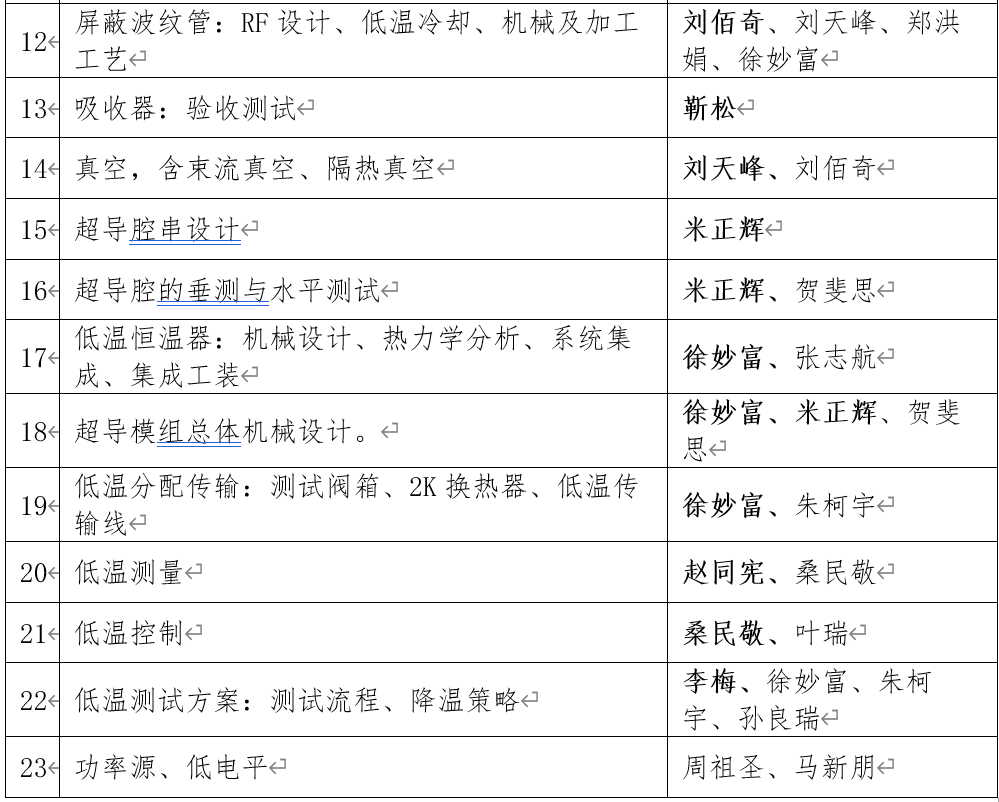 12 屏蔽波纹管：RF 设计、低温冷却、机械及加工 刘佰奇、刘天峰、郑洪
工艺 娟、徐妙富
13 吸收器：验收测试 靳松
14 真空，含束流真空、隔热真空 刘天峰、刘佰奇
15 超导腔串设计 米正辉
16 超导腔的垂测与水平测试 米正辉、贺斐思
17 低温恒温器：机械设计、热力学分析、系统集 徐妙富、张志航
成、集成工装
18 超导模组总体机械设计。 徐妙富、米正辉、贺斐
思
19 低温分配传输：测试阀箱、2K 换热器、低温传 徐妙富、朱柯宇
输线
20 低温测量 赵同宪、桑民敬
21 低温控制 桑民敬、叶瑞
22 低温测试方案：测试流程、降温策略 李梅、徐妙富、朱柯
宇、孙良瑞
23 功率源、低电平 周祖圣、马新朋